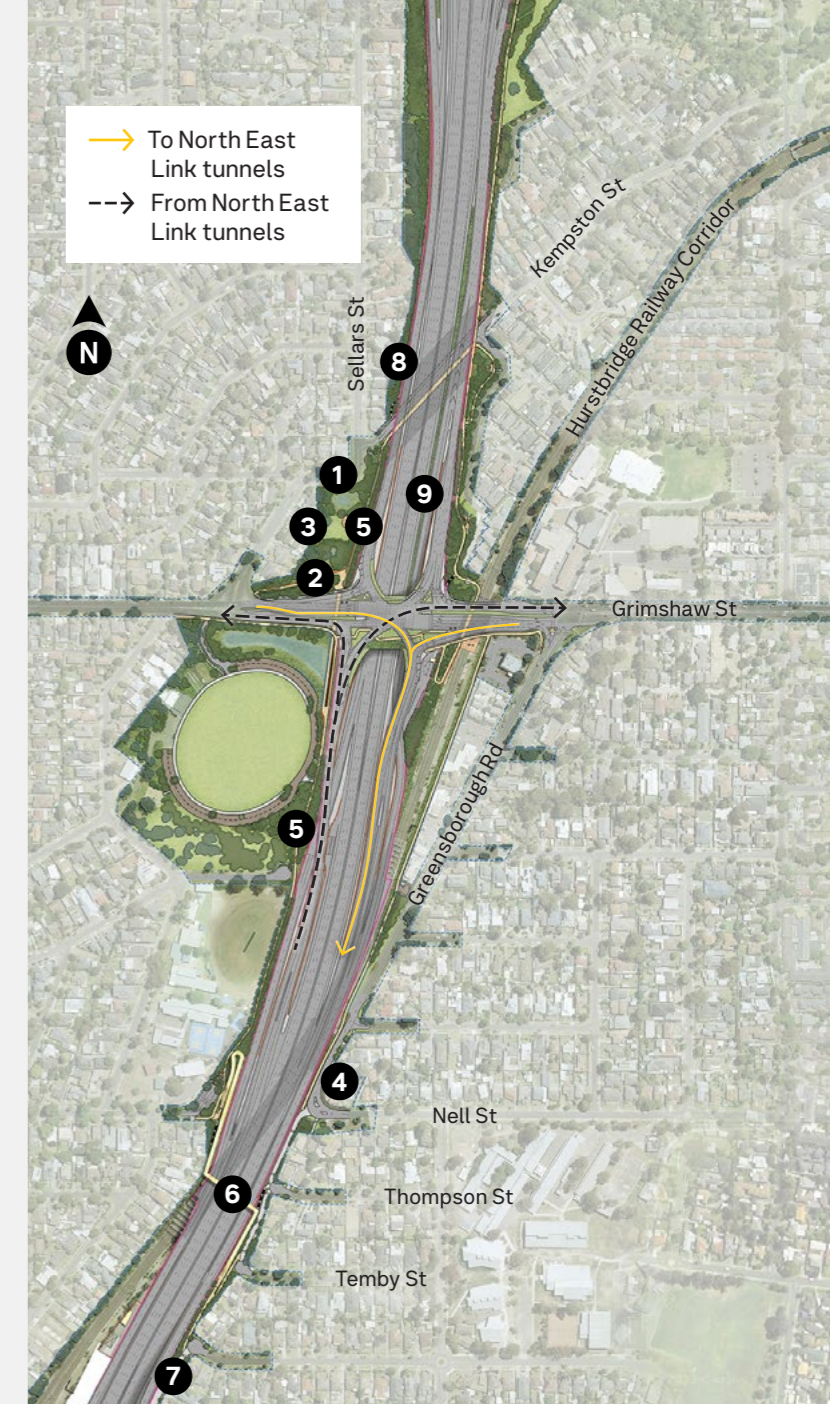 To North East
Link tunnels
From North East
Link tunnels
N
Kempston St
Hurstbridge Railway Corridor
Sellars St
8
1
9
3
5
2
Grimshaw St
Greensborough Rd
5
4
Nell St
6
Thompson St
Temby St
7